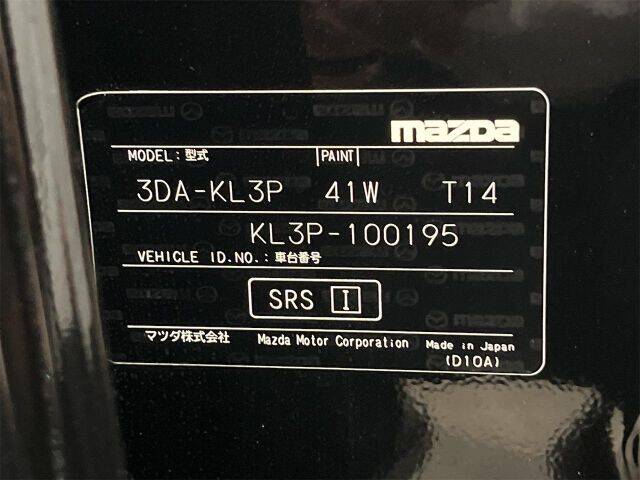 mazda
MODEL:型式 PAINT
3DA-KL3P 41W T14
KL3P-100195
VEHICLE ID.NO.:車台番号
SRS I
マツダ株式会社 Mazda Motor Corporation Made in Japan
(D10A)